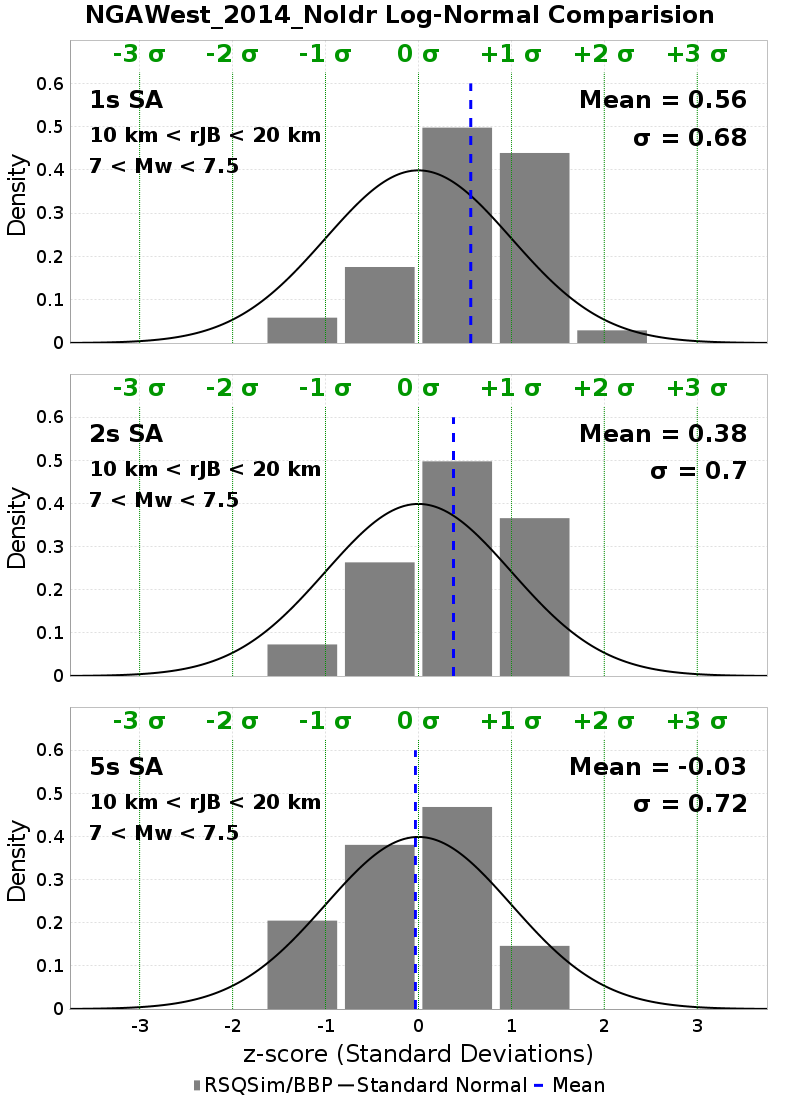 NGAWest_2014_NoIdr Log-Normal Comparision
-3 σ -2 σ -1 σ 0 σ +1 σ +2 σ +3 σ
0.6
1s SA
Mean = 0.56
0.5
10 km < rJB < 20 km
σ = 0.68
7 < Mw < 7.5
0.4
Density
0.3
0.2
0.1
0
-3 σ -2 σ -1 σ 0 σ +1 σ +2 σ +3 σ
0.6
2s SA
Mean = 0.38
0.5
10 km < rJB < 20 km
σ = 0.7
7 < Mw < 7.5
0.4
Density
0.3
0.2
0.1
0
-3 σ -2 σ -1 σ 0 σ +1 σ +2 σ +3 σ
0.6
5s SA
Mean = -0.03
0.5
10 km < rJB < 20 km
σ = 0.72
7 < Mw < 7.5
0.4
Density
0.3
0.2
0.1
0
-3 -2 -1 0 1 2 3
z-score (Standard Deviations)
RSQSim/BBP Standard Normal Mean